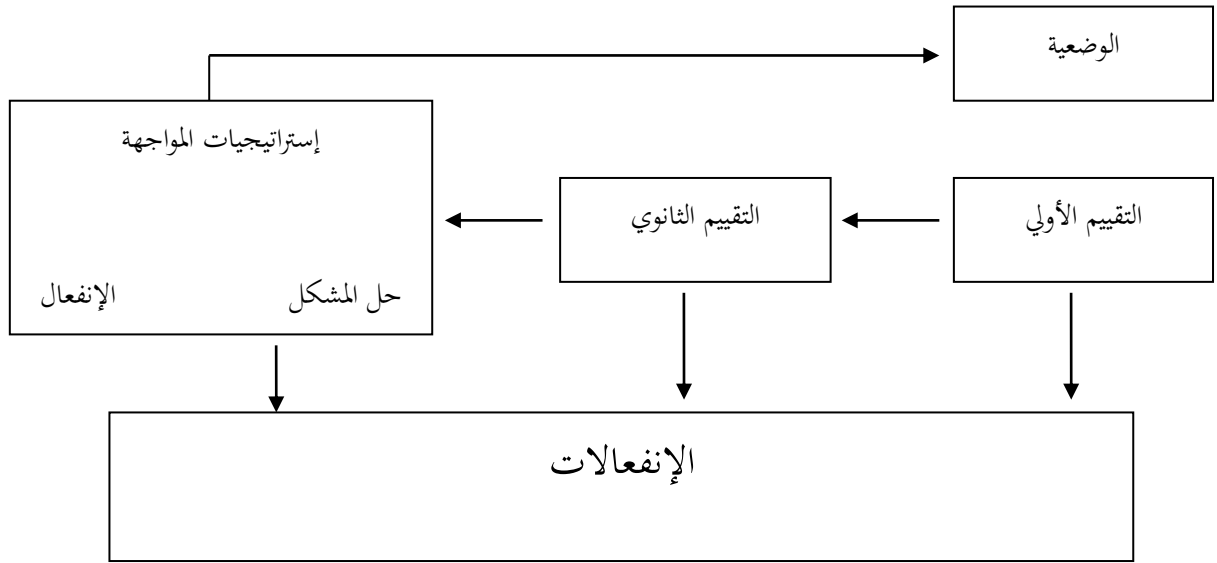 الوضعية
إستراتيجيات المواجهة
التقييم الأولي
التقييم الثانوي
حل المشكل
الإنفعال
الإنفعالات